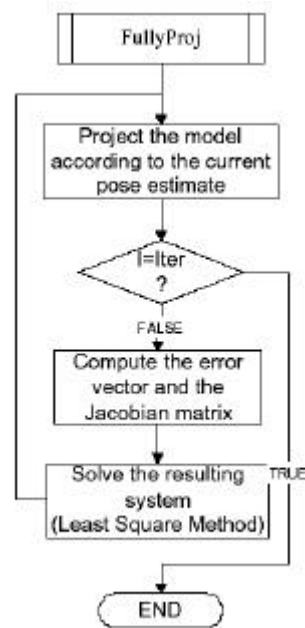 FullyProj
Project the model
according to the current
pose estimate
I=Iter
?
FALSE
Compute the error
vector and the
Jacobian matrix
Solve the resulting
system
TRUE
(Least Square Method)
END